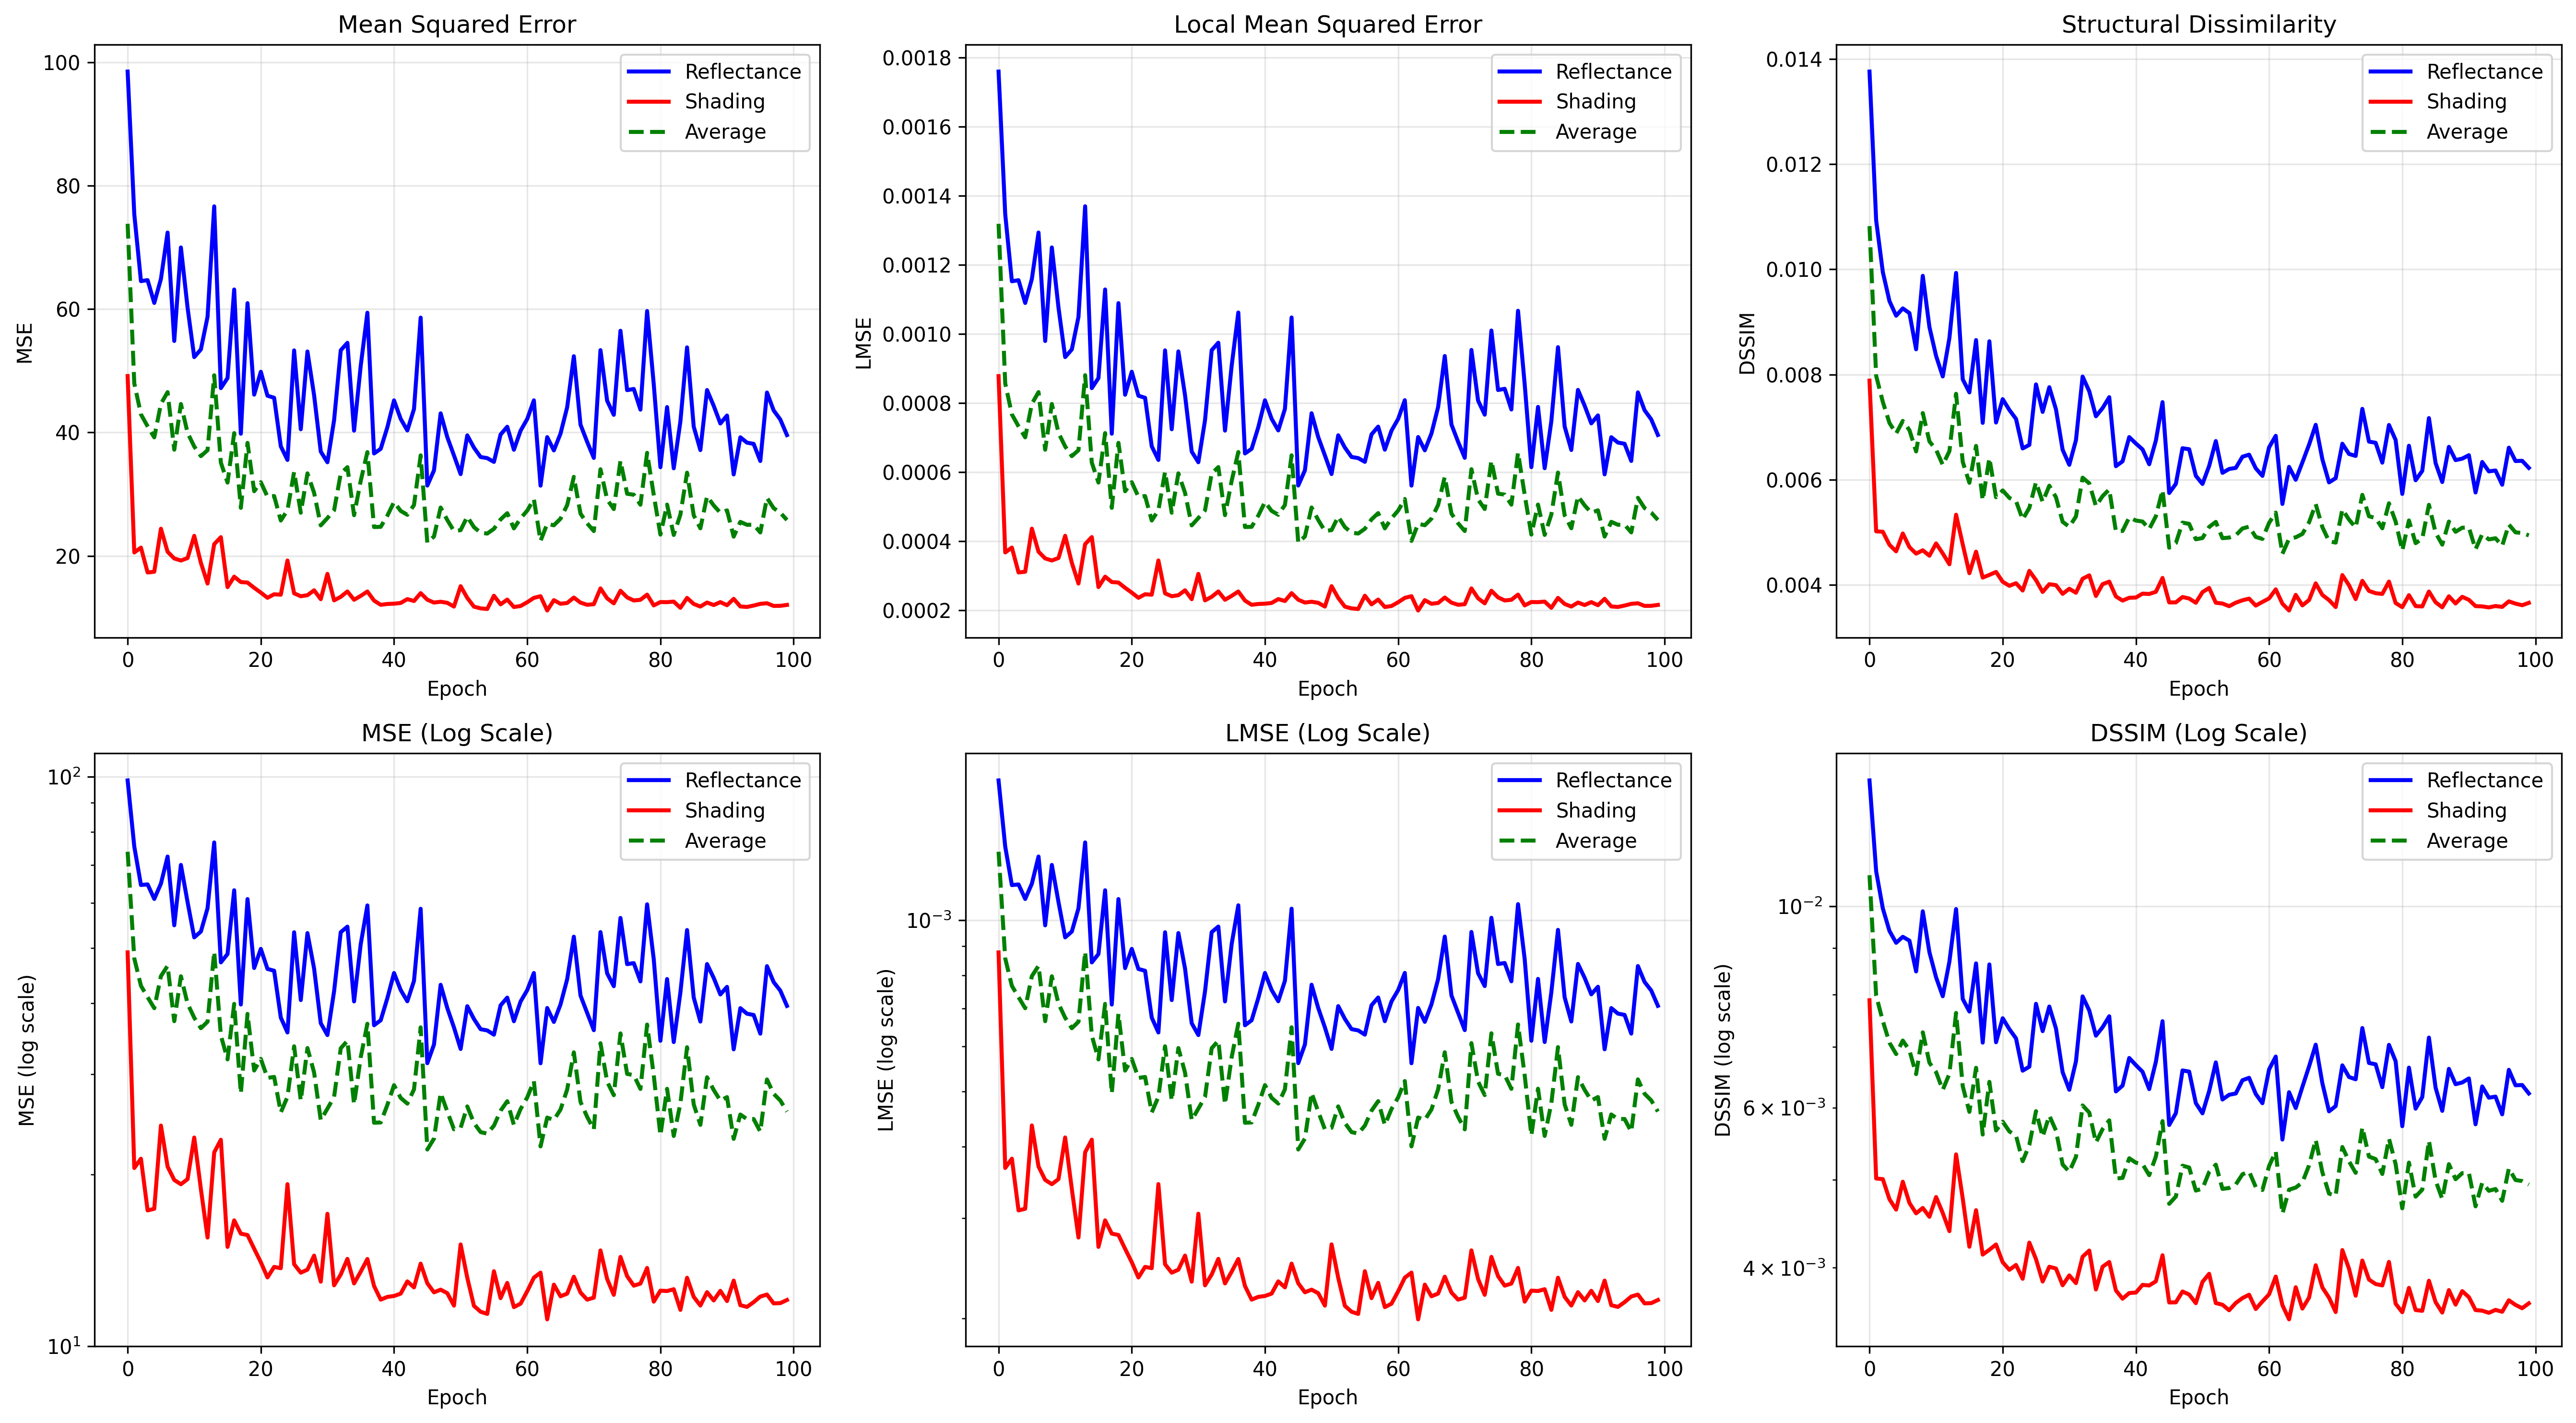 Mean Squared Error
MSE
100
80
60
40
20
0 20 40 60 80 100
Epoch
Reflectance
Shading
Average
Local Mean Squared Error
LMSE
0.0018
0.0016
0.0014
0.0012
0.0010
0.0008
0.0006
0.0004
0.0002
0 20 40 60 80 100
Epoch
Reflectance
Shading
Average
Structural Dissimilarity
DSSIM
0.014
0.012
0.010
0.008
0.006
0.004
0 20 40 60 80 100
Epoch
Reflectance
Shading
Average
MSE (Log Scale)
MSE (log scale)
10²
10¹
0 20 40 60 80 100
Epoch
Reflectance
Shading
Average
LMSE (Log Scale)
LMSE (log scale)
10⁻³
0 20 40 60 80 100
Epoch
Reflectance
Shading
Average
DSSIM (Log Scale)
DSSIM (log scale)
10⁻²
6 × 10⁻³
4 × 10⁻³
0 20 40 60 80 100
Epoch
Reflectance
Shading
Average